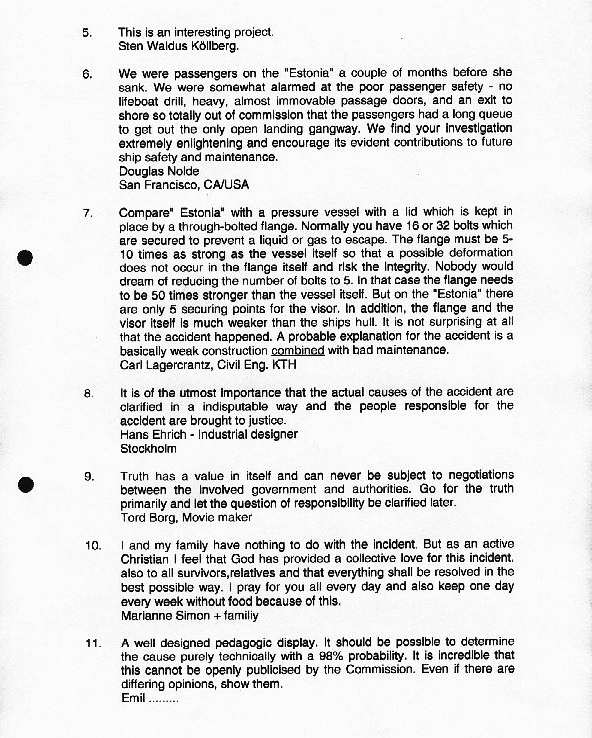 5. This is an interesting project.
Sten Waldus Köllberg.
6. We were passengers on the "Estonia" a couple of months before she
sank. We were somewhat alarmed at the poor passenger safety - no
lifeboat drill, heavy, almost immovable passage doors, and an exit to
shore so totally out of commission that the passengers had a long queue
to get out the only open landing gangway. We find your investigation
extremely enlightening and encourage its evident contributions to future
ship safety and maintenance.
Douglas Nolde
San Francisco, CA/USA
7. Compare" Estonia" with a pressure vessel with a lid which is kept in
place by a through-bolted flange. Normally you have 16 or 32 bolts which
are secured to prevent a liquid or gas to escape. The flange must be 5-
10 times as strong as the vessel itself so that a possible deformation
does not occur in the flange itself and risk the integrity. Nobody would
dream of reducing the number of bolts to 5. In that case the flange needs
to be 50 times stronger than the vessel itself. But on the "Estonia" there
are only 5 securing points for the visor. In addition, the flange and the
visor itself is much weaker than the ships hull. It is not surprising at all
that the accident happened. A probable explanation for the accident is a
basically weak construction combined with bad maintenance.
Carl Lagercrantz, Civil Eng. KTH
8. It is of the utmost importance that the actual causes of the accident are
clarified in a indisputable way and the people responsible for the
accident are brought to justice.
Hans Ehrich - Industrial designer
Stockholm
9. Truth has a value in itself and can never be subject to negotiations
between the involved government and authorities. Go for the truth
primarily and let the question of responsibility be clarified later.
Tord Borg, Movie maker
10. I and my family have nothing to do with the incident. But as an active
Christian I feel that God has provided a collective love for this incident,
also to all survivors,relatives and that everything shall be resolved in the
best possible way. I pray for you all every day and also keep one day
every week without food because of this.
Marianne Simon + familiy
11. A well designed pedagogic display. It should be possible to determine
the cause purely technically with a 98% probability. It is incredible that
this cannot be openly publicised by the Commission. Even if there are
differing opinions, show them.
Emil .........